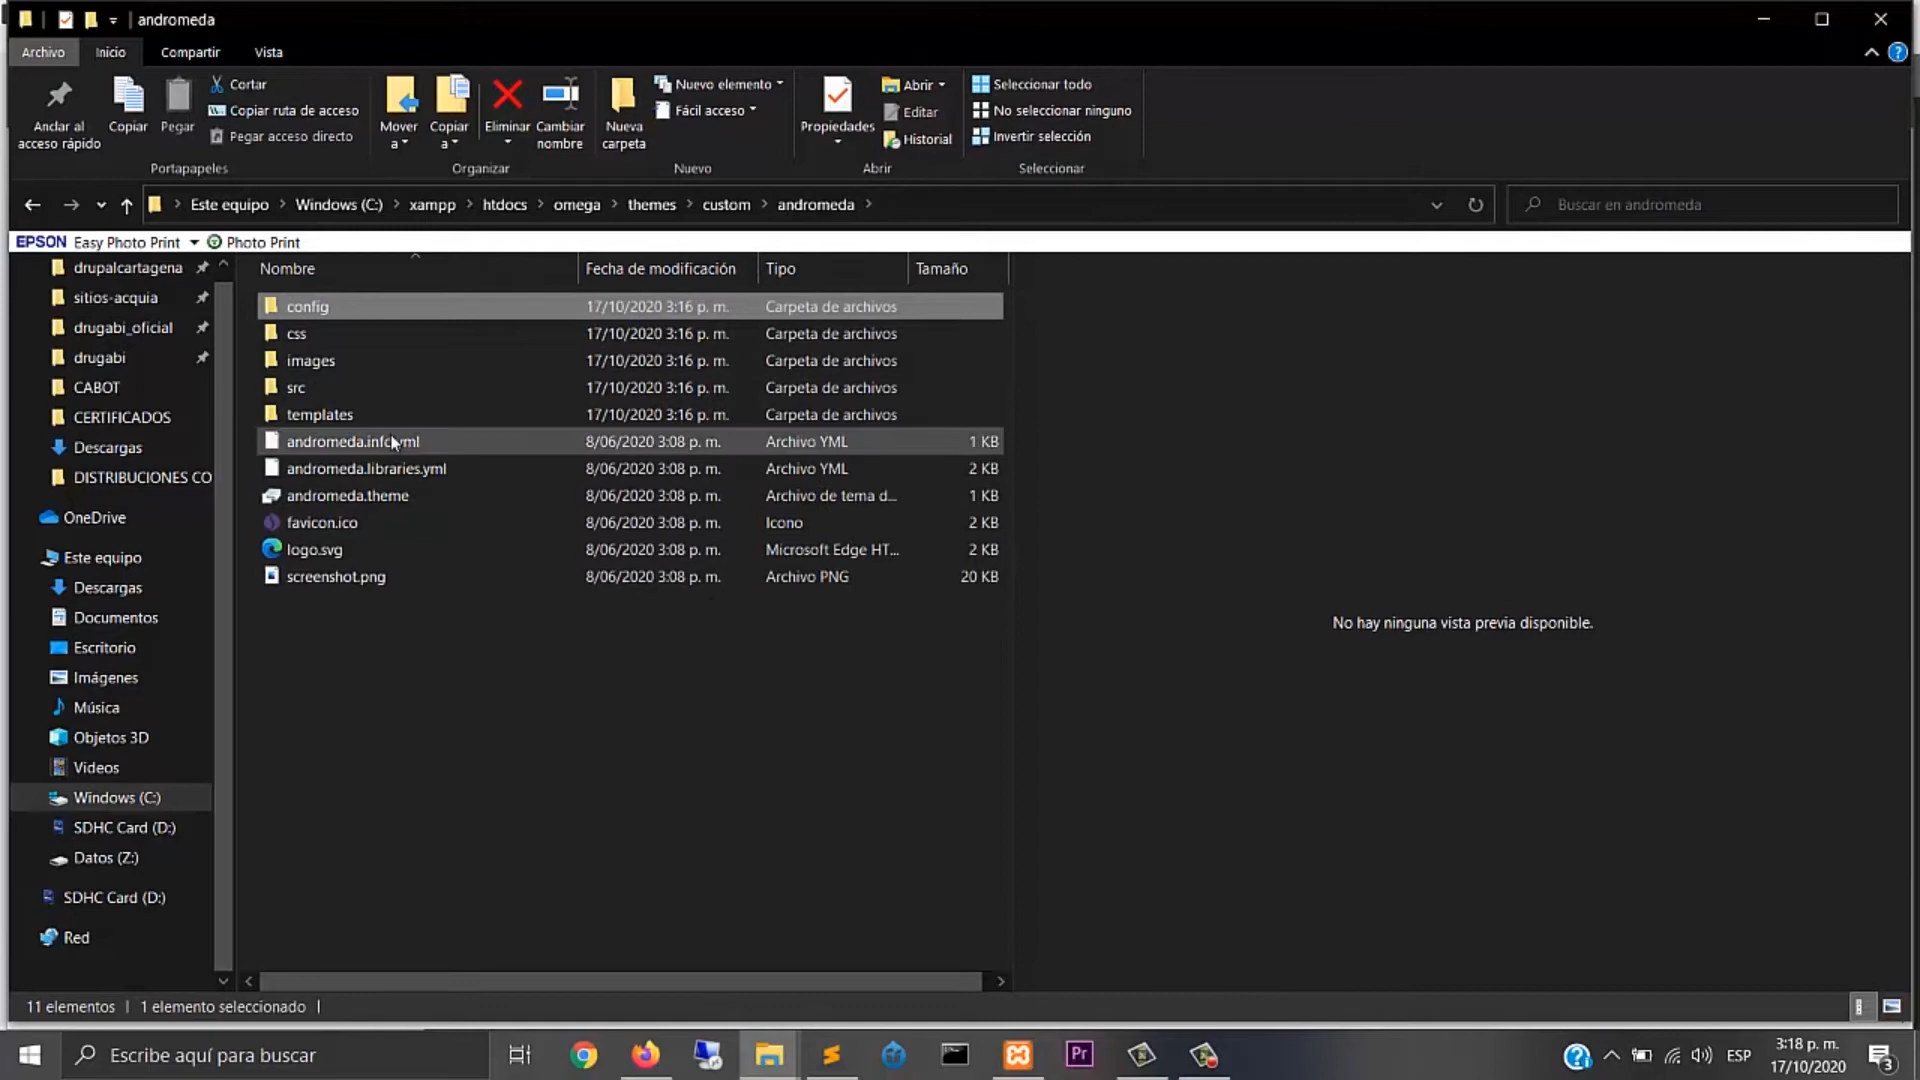 andromeda
Archivo Inicio Compartir Vista
Anclar al acceso rápido
Copiar
Pegar
Cortar
Copiar ruta de acceso
Pegar acceso directo
Portapapeles
Mover a
Copiar a
Eliminar
Cambiar nombre
Organizar
Nueva carpeta
Nuevo elemento
Fácil acceso
Nuevo
Propiedades
Abrir
Editar
Historial
Abrir
Seleccionar todo
No seleccionar ninguno
Invertir selección
Seleccionar
Este equipo > Windows (C:) > xampp > htdocs > omega > themes > custom > andromeda >
Buscar en andromeda
EPSON Easy Photo Print Photo Print
drupalcartagena
sitios-acquia
drugabi_oficial
drugabi
CABOT
CERTIFICADOS
Descargas
DISTRIBUCIONES CO
OneDrive
Este equipo
Descargas
Documentos
Escritorio
Imágenes
Música
Objetos 3D
Videos
Windows (C:)
SDHC Card (D:)
Datos (Z:)
SDHC Card (D:)
Red
Nombre Fecha de modificación Tipo Tamaño
config 17/10/2020 3:16 p. m. Carpeta de archivos
css 17/10/2020 3:16 p. m. Carpeta de archivos
images 17/10/2020 3:16 p. m. Carpeta de archivos
src 17/10/2020 3:16 p. m. Carpeta de archivos
templates 17/10/2020 3:16 p. m. Carpeta de archivos
andromeda.info.yml 8/06/2020 3:08 p. m. Archivo YML 1 KB
andromeda.libraries.yml 8/06/2020 3:08 p. m. Archivo YML 2 KB
andromeda.theme 8/06/2020 3:08 p. m. Archivo de tema d... 1 KB
favicon.ico 8/06/2020 3:08 p. m. Icono 2 KB
logo.svg 8/06/2020 3:08 p. m. Microsoft Edge HT... 2 KB
screenshot.png 8/06/2020 3:08 p. m. Archivo PNG 20 KB
No hay ninguna vista previa disponible.
11 elementos | 1 elemento seleccionado |
Escribe aquí para buscar
Pr
ESP
3:18 p. m.
17/10/2020
3